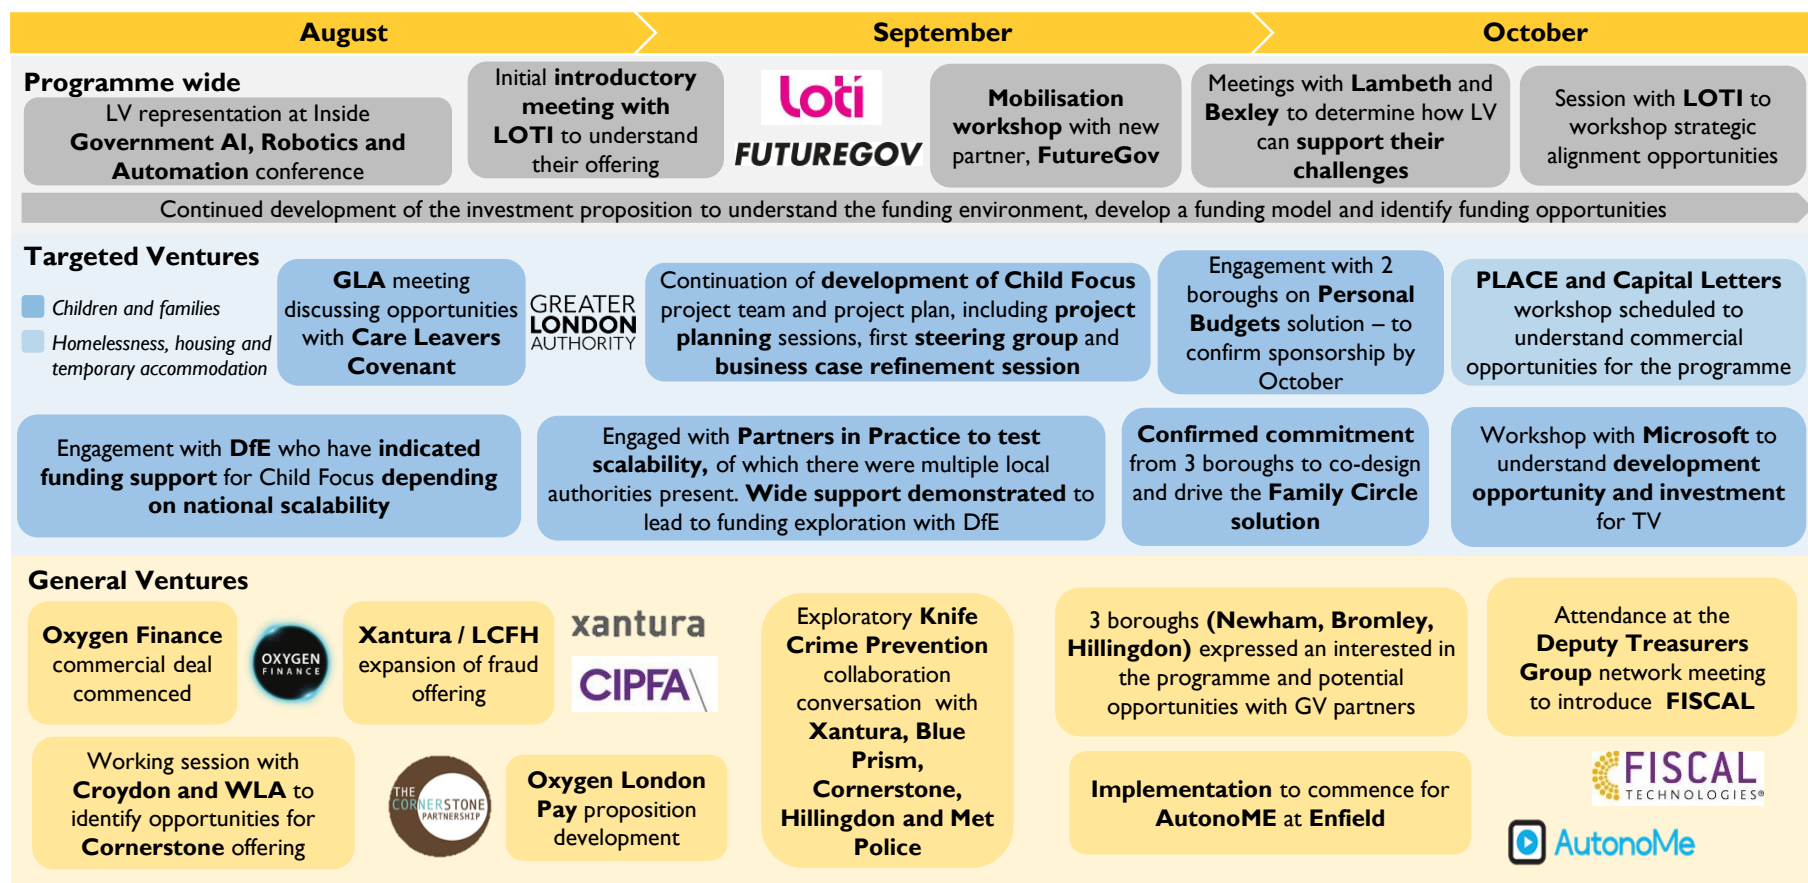 August
September
October
Programme wide
LV representation at Inside
Government AI, Robotics and
Automation conference
Initial introductory
meeting with
LOTI to understand
their offering
Loti
FUTUREGOV
Mobilisation
workshop with new
partner, FutureGov
Meetings with Lambeth and
Bexley to determine how LV
can support their
challenges
Session with LOTI to
workshop strategic
alignment opportunities
Continued development of the investment proposition to understand the funding environment, develop a funding model and identify funding opportunities
Targeted Ventures
Children and families
Homelessness, housing and
temporary accommodation
GLA meeting
discussing opportunities
with Care Leavers
Covenant
GREATER
LONDON
AUTHORITY
Continuation of development of Child Focus
project team and project plan, including project
planning sessions, first steering group and
business case refinement session
Engagement with 2
boroughs on Personal
Budgets solution – to
confirm sponsorship by
October
PLACE and Capital Letters
workshop scheduled to
understand commercial
opportunities for the programme
Engagement with DfE who have indicated
funding support for Child Focus depending
on national scalability
Engaged with Partners in Practice to test
scalability, of which there were multiple local
authorities present. Wide support demonstrated to
lead to funding exploration with DfE
Confirmed commitment
from 3 boroughs to co-design
and drive the Family Circle
solution
Workshop with Microsoft to
understand development
opportunity and investment
for TV
General Ventures
Oxygen Finance
commercial deal
commenced
OXYGEN
FINANCE
Xantura / LCFH
expansion of fraud
offering
xantura
CIPFA
Exploratory Knife
Crime Prevention
collaboration
conversation with
Xantura, Blue
Prism,
Cornerstone,
Hillingdon and Met
Police
3 boroughs (Newham, Bromley,
Hillingdon) expressed an interested in
the programme and potential
opportunities with GV partners
Attendance at the
Deputy Treasurers
Group network meeting
to introduce FISCAL
Working session with
Croydon and WLA to
identify opportunities for
Cornerstone offering
THE
CORNERSTONE
PARTNERSHIP
Oxygen London
Pay proposition
development
Implementation to commence for
AutonoME at Enfield
FISCAL
TECHNOLOGIES®
AutonoMe